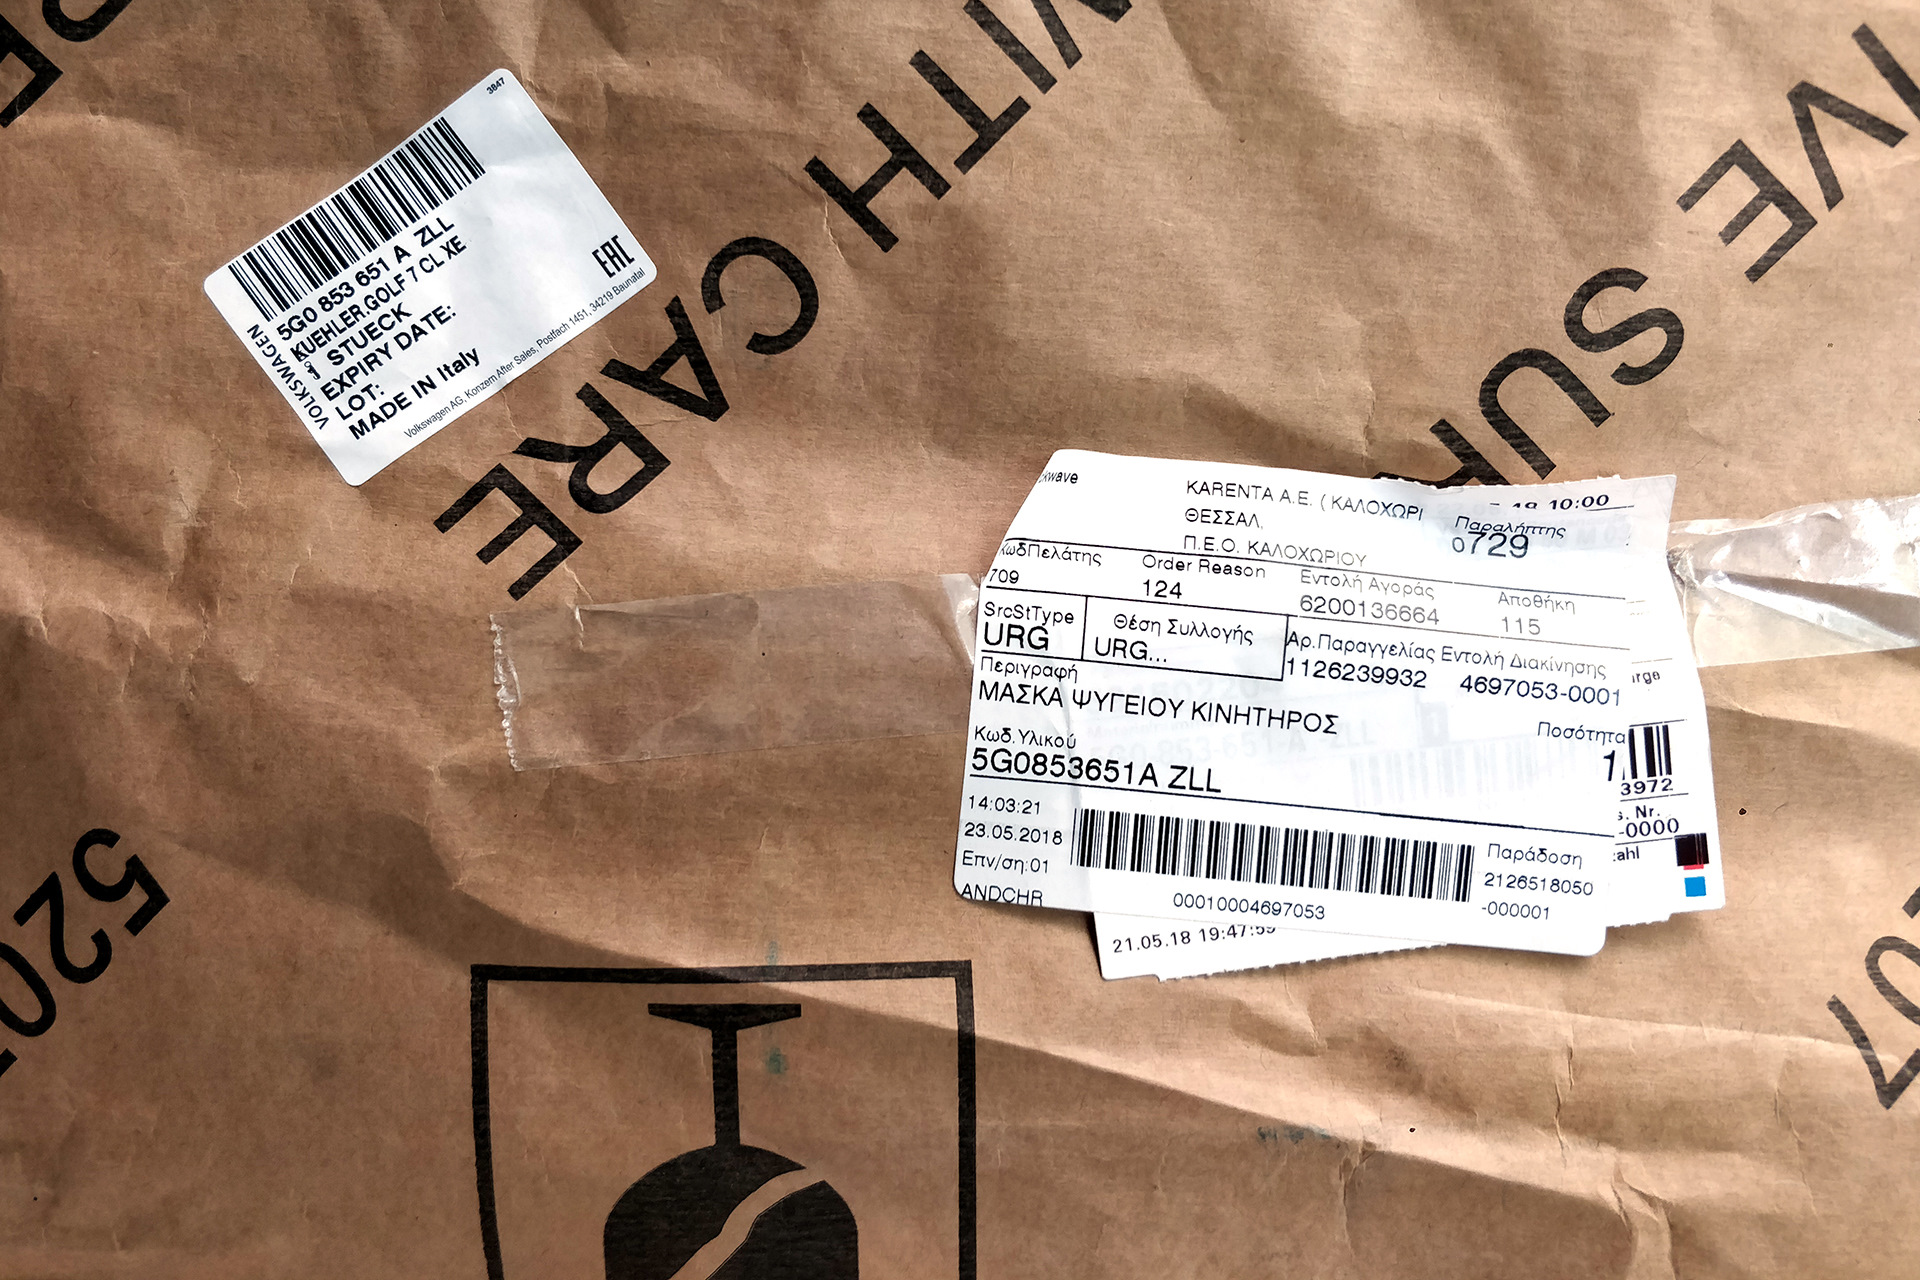 WITH CARE
3847
VOLKSWAGEN
5G0 853 651 A ZLL
KUEHLER.GOLF 7 CL XE
1 STUECK
EXPIRY DATE:
LOT:
MADE IN Italy
EAC
Volkswagen AG, Konzern After Sales, Postfach 1451, 34219 Baunatal
KARENTA A.E. ( ΚΑΛΟΧΩΡΙ
ΘΕΣΣΑΛ,
Π.Ε.Ο. ΚΑΛΟΧΩΡΙΟΥ
10:00
Παραλήπτης
0729
ΚωδΠελάτης
709
Order Reason
124
Εντολή Αγοράς
6200136664
Αποθήκη
115
SrcStType
URG
Θέση Συλλογής
URG...
Αρ.Παραγγελίας Εντολή Διακίνησης
1126239932 4697053-0001
Περιγραφή
ΜΑΣΚΑ ΨΥΓΕΙΟΥ ΚΙΝΗΤΗΡΟΣ
Κωδ.Υλικού
5G0853651A ZLL
Ποσότητα
1
3972
Nr.
-0000
14:03:21
23.05.2018
Επν/ση:01
ANDCHR
00010004697053
Παράδοση
2126518050
-000001
21.05.18 19:47:59